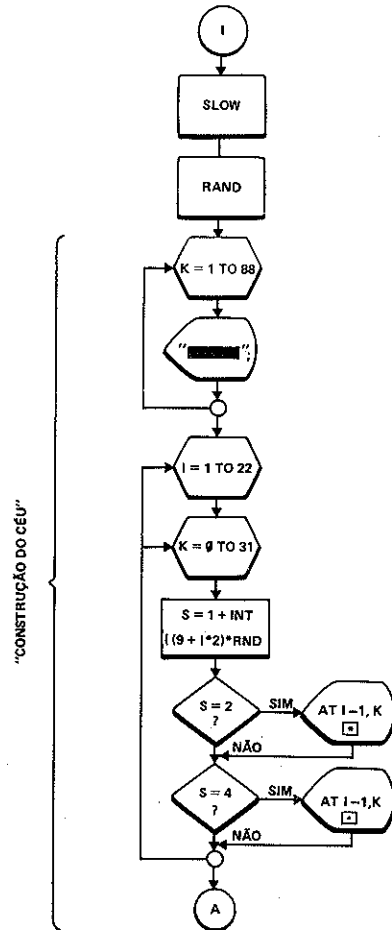 I
SLOW
RAND
K = 1 TO 88
" ";
I = 1 TO 22
K = 0 TO 31
S = 1 + INT
( (9 + I*2)*RND
S = 2
?
SIM
AT I–1, K
*
NÃO
S = 4
?
SIM
AT I–1,K
NÃO
A
"CONSTRUÇÃO DO CÉU"